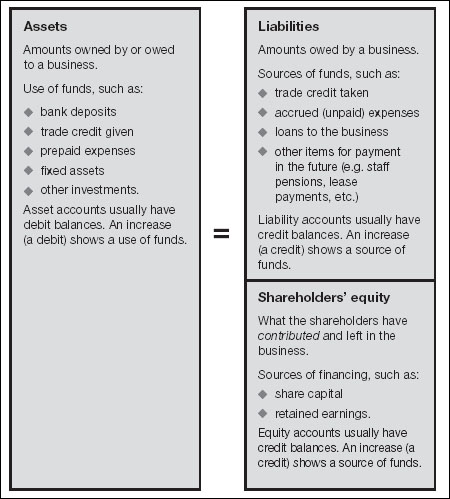 Assets
Amounts owned by or owed
to a business.
Use of funds, such as:
◆ bank deposits
◆ trade credit given
◆ prepaid expenses
◆ fixed assets
◆ other investments.
Asset accounts usually have
debit balances. An increase
(a debit) shows a use of funds.
=
Liabilities
Amounts owed by a business.
Sources of funds, such as:
◆ trade credit taken
◆ accrued (unpaid) expenses
◆ loans to the business
◆ other items for payment
in the future (e.g. staff
pensions, lease
payments, etc.)
Liability accounts usually have
credit balances. An increase
(a credit) shows a source of
funds.
Shareholders' equity
What the shareholders have
contributed and left in the
business.
Sources of financing, such as:
◆ share capital
◆ retained earnings.
Equity accounts usually have
credit balances. An increase (a
credit) shows a source of funds.